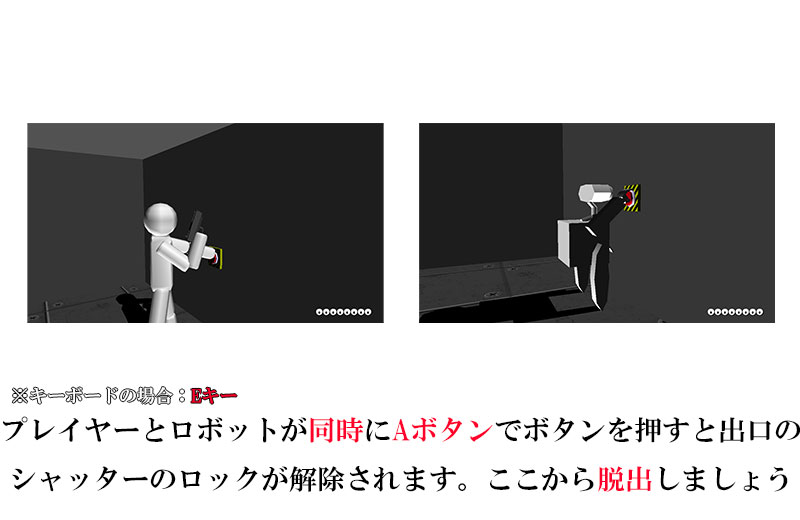 ※キーボードの場合：Eキー
プレイヤーとロボットが同時にAボタンでボタンを押すと出口の
シャッターのロックが解除されます。ここから脱出しましょう